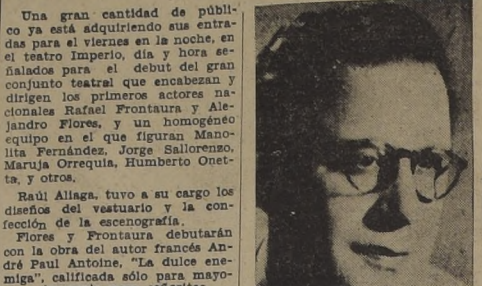 Una gran cantidad de públi-
co ya está adquiriendo sus entra-
das para el viernes en la noche, en
el teatro Imperio, día y hora se-
ñalados para el debut del gran
conjunto teatral que encabezan y
dirigen los primeros actores na-
cionales Rafael Frontaura y Ale-
jandro Flores, y un homogéneo
equipo en el que figuran Mano-
lita Fernández, Jorge Sallorenzo,
Maruja Orrequia, Humberto Onet-
ta, y otros.
Raúl Aliaga, tuvo a su cargo los
diseños del vestuario y la con-
fección de la escenografía.
Flores y Frontaura debutarán
con la obra del autor francés An-
dré Paul Antoine, "La dulce ene-
miga", calificada sólo para mayo-